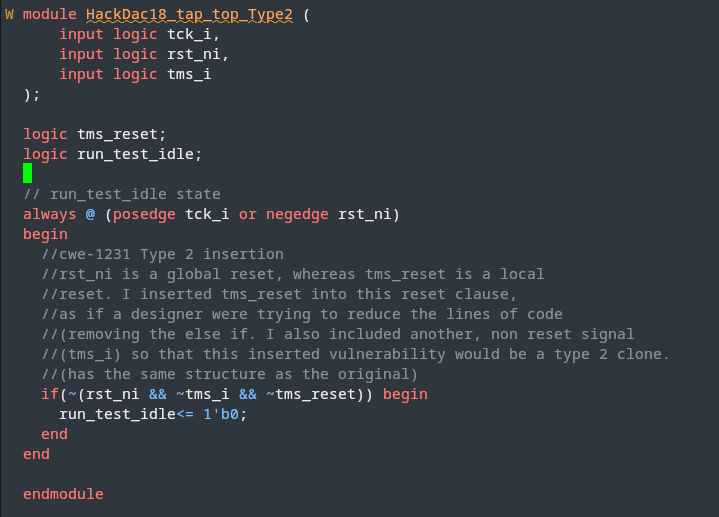 W module HackDac18_tap_top_Type2 (
input logic tck_i,
input logic rst_ni,
input logic tms_i
);
logic tms_reset;
logic run_test_idle;
// run_test_idle state
always @ (posedge tck_i or negedge rst_ni)
begin
//cwe-1231 Type 2 insertion
//rst_ni is a global reset, whereas tms_reset is a local
//reset. I inserted tms_reset into this reset clause,
//as if a designer were trying to reduce the lines of code
//(removing the else if. I also included another, non reset signal
//(tms_i) so that this inserted vulnerability would be a type 2 clone.
//(has the same structure as the original)
if(~(rst_ni && ~tms_i && ~tms_reset)) begin
run_test_idle<= 1'b0;
end
end
endmodule